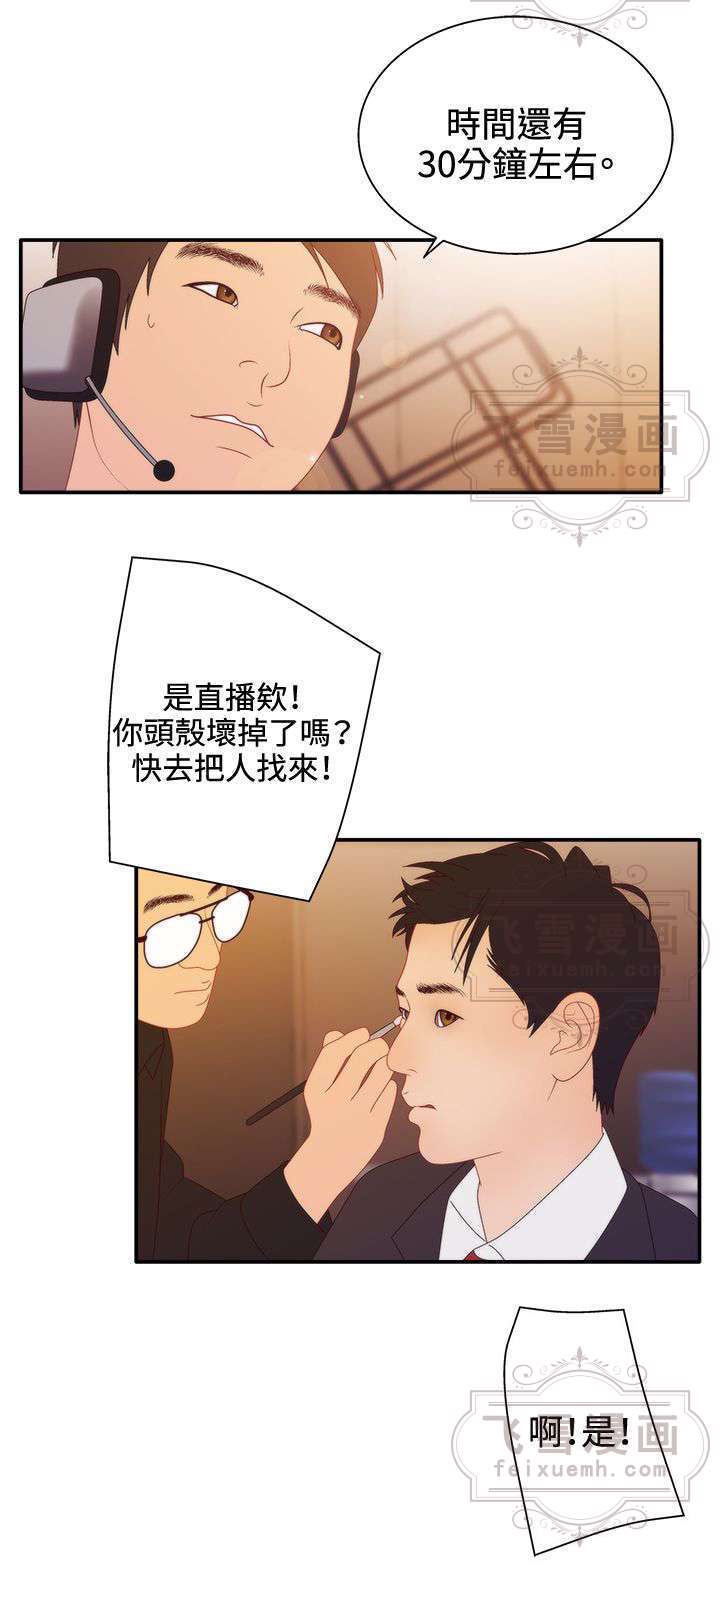 時間還有
30分鐘左右。
飞雪漫画
feixuemh.com
是直播欸!
你頭殼壞掉了嗎?
快去把人找來!
飞雪漫画
feixuemh.com
啊!是!
飞雪漫画
feixuemh.com